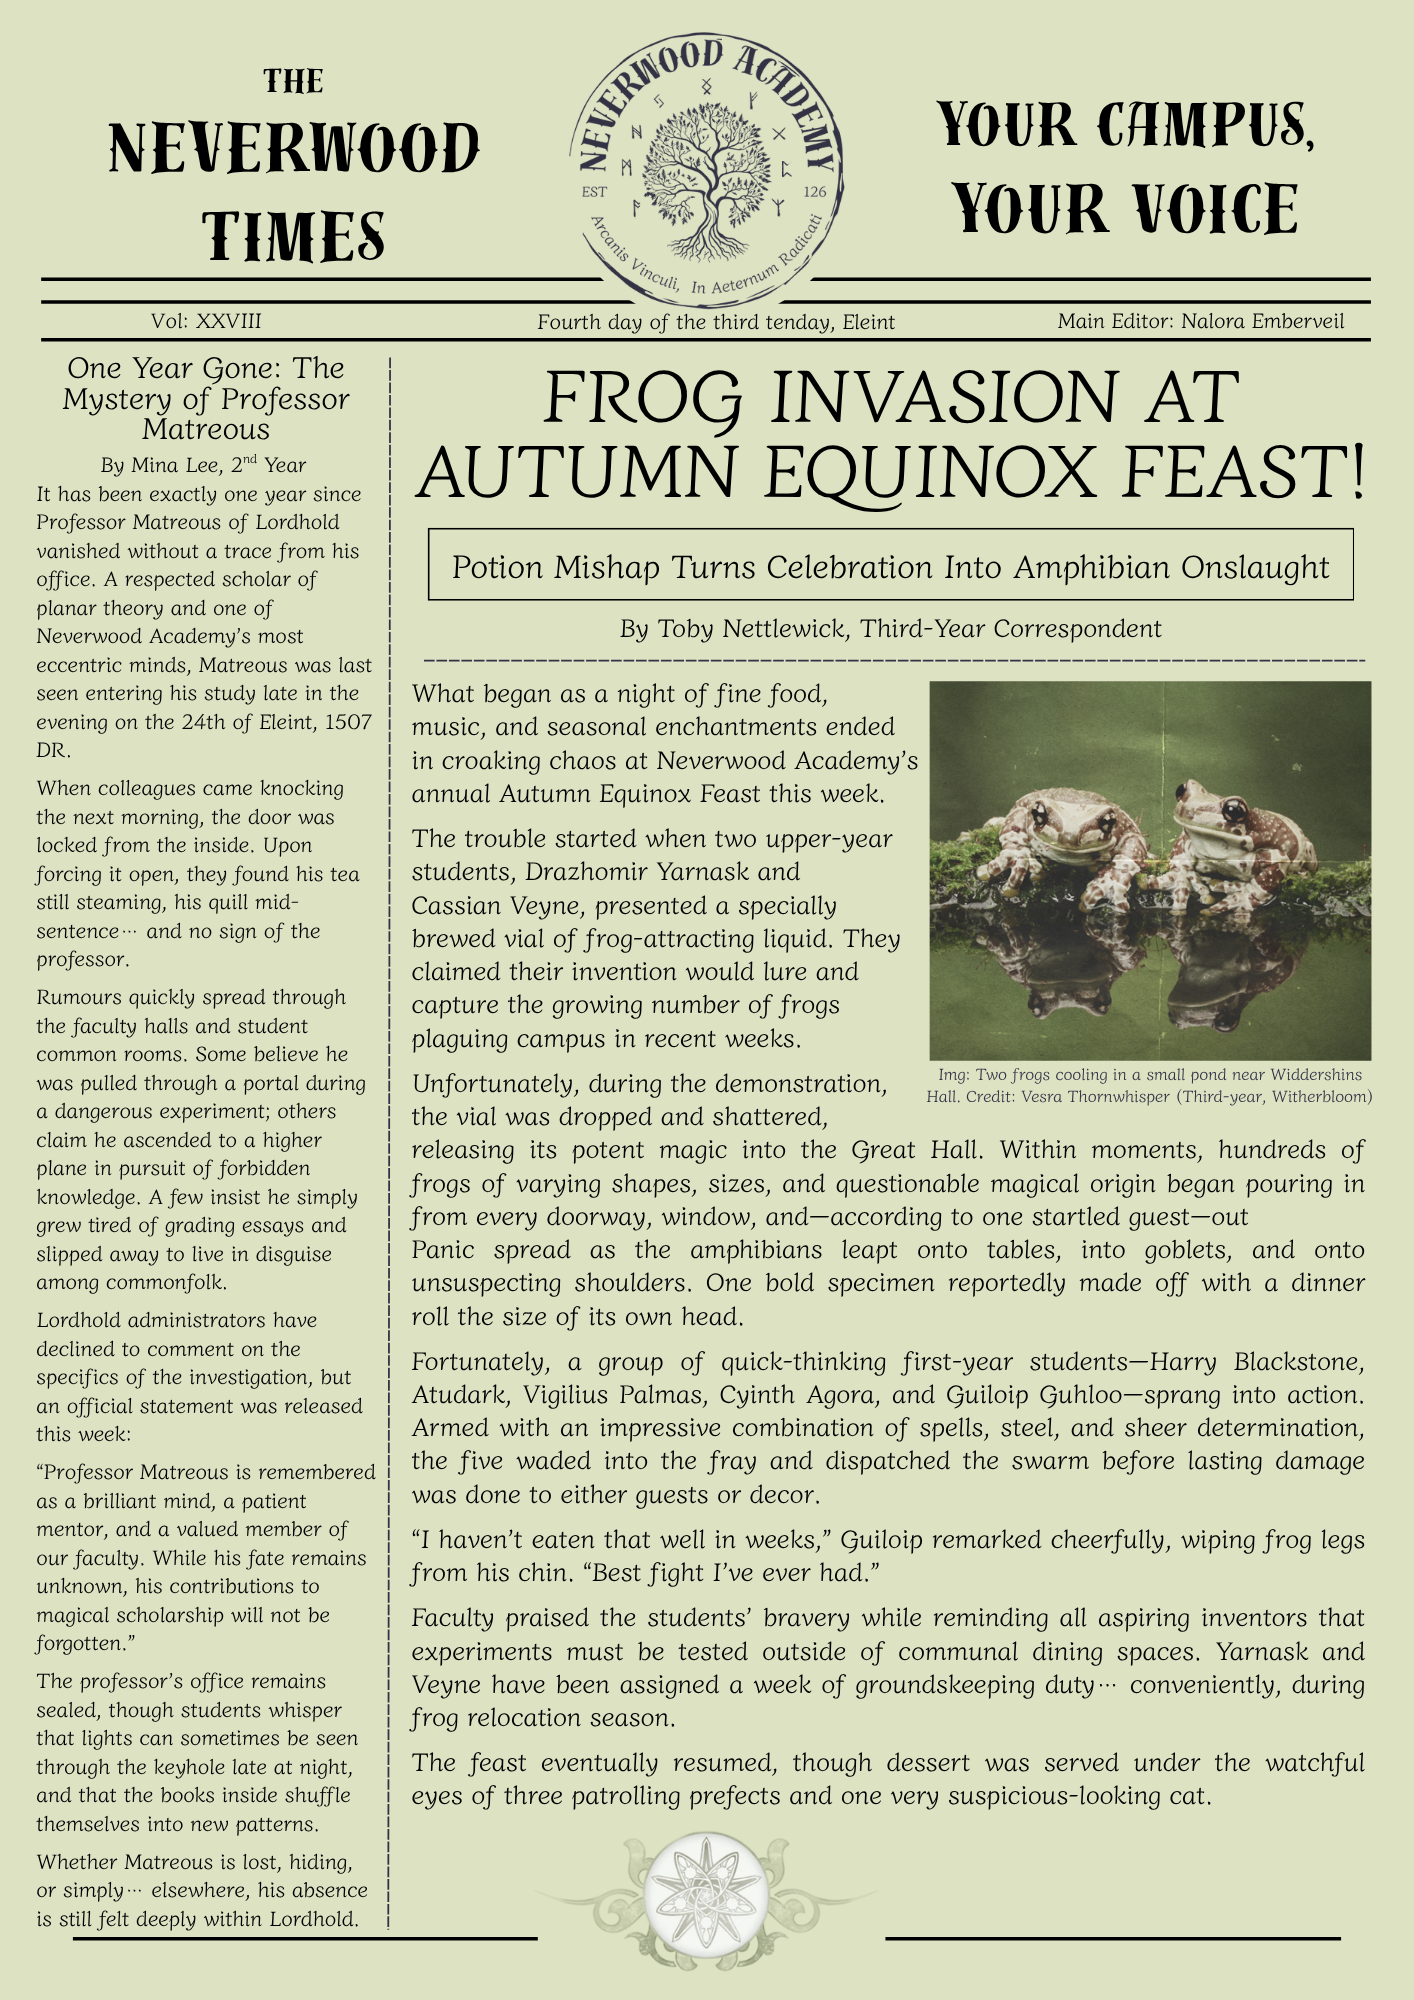 THE
NEVERWOOD
TIMES
NEVERWOOD ACADEMY
EST
126
Arcanis Vinculi, In Aeternum Radicati
YOUR CAMPUS,
YOUR VOICE
Vol: XXVIII
Fourth day of the third tenday, Eleint
Main Editor: Nalora Emberveil
One Year Gone: The
Mystery of Professor
Matreous
By Mina Lee, 2nd Year
It has been exactly one year since
Professor Matreous of Lordhold
vanished without a trace from his
office. A respected scholar of
planar theory and one of
Neverwood Academy’s most
eccentric minds, Matreous was last
seen entering his study late in the
evening on the 24th of Eleint, 1507
DR.
When colleagues came knocking
the next morning, the door was
locked from the inside. Upon
forcing it open, they found his tea
still steaming, his quill mid-
sentence… and no sign of the
professor.
Rumours quickly spread through
the faculty halls and student
common rooms. Some believe he
was pulled through a portal during
a dangerous experiment; others
claim he ascended to a higher
plane in pursuit of forbidden
knowledge. A few insist he simply
grew tired of grading essays and
slipped away to live in disguise
among commonfolk.
Lordhold administrators have
declined to comment on the
specifics of the investigation, but
an official statement was released
this week:
“Professor Matreous is remembered
as a brilliant mind, a patient
mentor, and a valued member of
our faculty. While his fate remains
unknown, his contributions to
magical scholarship will not be
forgotten.”
The professor’s office remains
sealed, though students whisper
that lights can sometimes be seen
through the keyhole late at night,
and that the books inside shuffle
themselves into new patterns.
Whether Matreous is lost, hiding,
or simply… elsewhere, his absence
is still felt deeply within Lordhold.
FROG INVASION AT
AUTUMN EQUINOX FEAST!
Potion Mishap Turns Celebration Into Amphibian Onslaught
By Toby Nettlewick, Third-Year Correspondent
What began as a night of fine food,
music, and seasonal enchantments ended
in croaking chaos at Neverwood Academy’s
annual Autumn Equinox Feast this week.
The trouble started when two upper-year
students, Drazhomir Yarnask and
Cassian Veyne, presented a specially
brewed vial of frog-attracting liquid. They
claimed their invention would lure and
capture the growing number of frogs
plaguing campus in recent weeks.
Img: Two frogs cooling in a small pond near Widdershins
Hall. Credit: Vesra Thornwhisper (Third-year, Witherbloom)
Unfortunately, during the demonstration,
the vial was dropped and shattered,
releasing its potent magic into the Great Hall. Within moments, hundreds of
frogs of varying shapes, sizes, and questionable magical origin began pouring in
from every doorway, window, and—according to one startled guest—out
Panic spread as the amphibians leapt onto tables, into goblets, and onto
unsuspecting shoulders. One bold specimen reportedly made off with a dinner
roll the size of its own head.
Fortunately, a group of quick-thinking first-year students—Harry Blackstone,
Atudark, Vigilius Palmas, Cyinth Agora, and Guiloip Guhloo—sprang into action.
Armed with an impressive combination of spells, steel, and sheer determination,
the five waded into the fray and dispatched the swarm before lasting damage
was done to either guests or decor.
“I haven’t eaten that well in weeks,” Guiloip remarked cheerfully, wiping frog legs
from his chin. “Best fight I’ve ever had.”
Faculty praised the students’ bravery while reminding all aspiring inventors that
experiments must be tested outside of communal dining spaces. Yarnask and
Veyne have been assigned a week of groundskeeping duty… conveniently, during
frog relocation season.
The feast eventually resumed, though dessert was served under the watchful
eyes of three patrolling prefects and one very suspicious-looking cat.